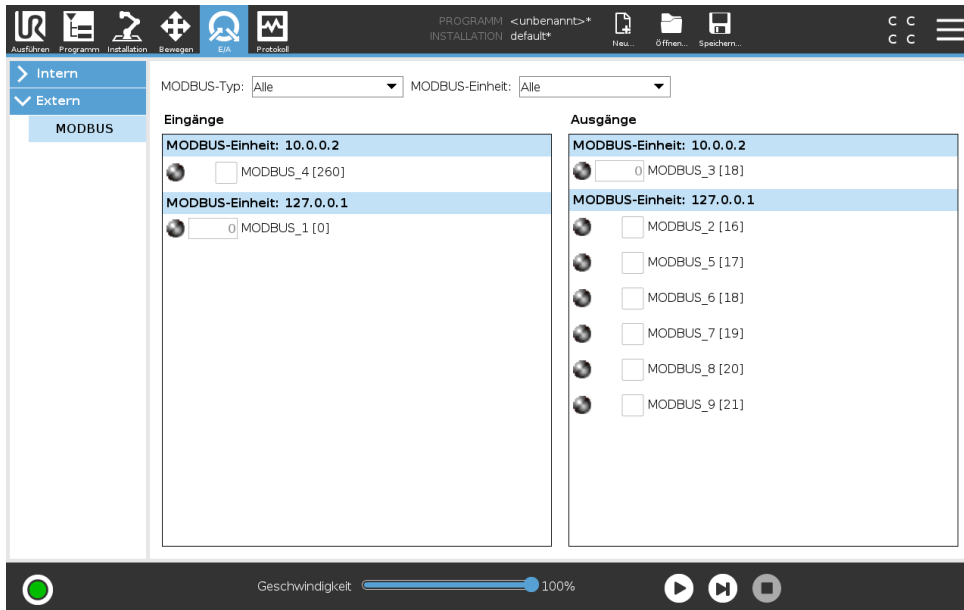 PROGRAMM <unbenannt>*
INSTALLATION default*
UR
Ausführen Programm Installation Bewegen E/A Protokoll
Neu... Öffnen... Speichern...
C C
C C
Intern
Extern
MODBUS
MODBUS-Typ: Alle MODBUS-Einheit: Alle
Eingänge
MODBUS-Einheit: 10.0.0.2
MODBUS_4 [260]
MODBUS-Einheit: 127.0.0.1
0 MODBUS_1 [0]
Ausgänge
MODBUS-Einheit: 10.0.0.2
0 MODBUS_3 [18]
MODBUS-Einheit: 127.0.0.1
MODBUS_2 [16]
MODBUS_5 [17]
MODBUS_6 [18]
MODBUS_7 [19]
MODBUS_8 [20]
MODBUS_9 [21]
Geschwindigkeit 100%